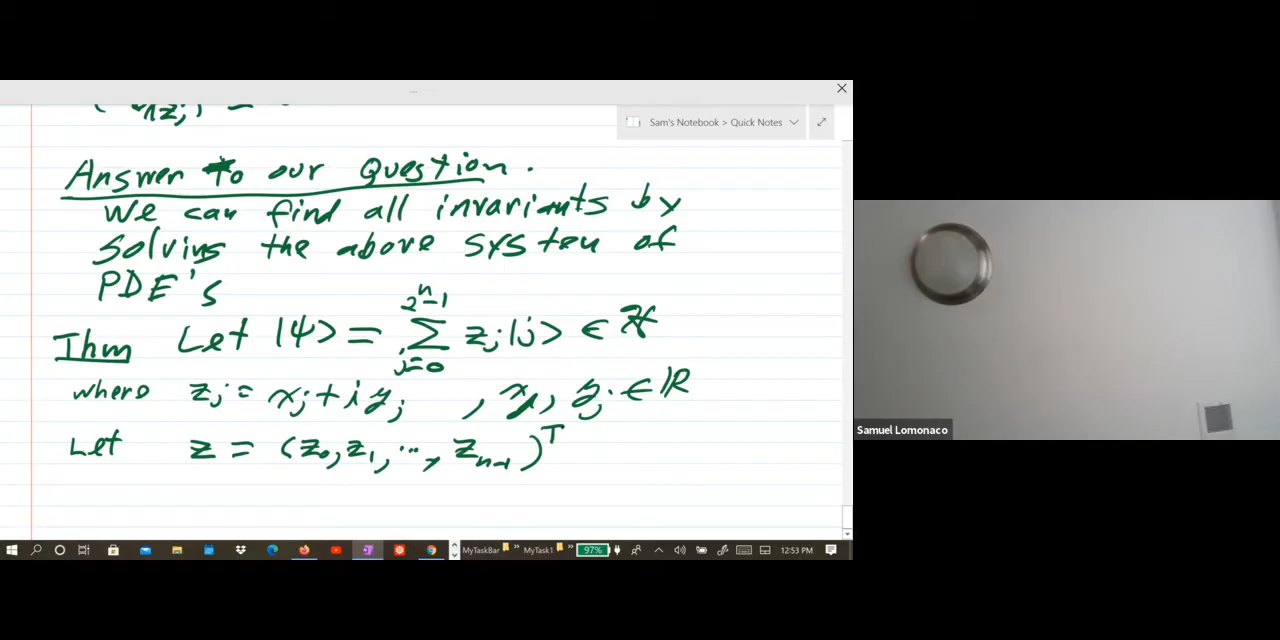 ...
Sam's Notebook > Quick Notes
Answer to our Question.
We can find all invariants by
Solving the above system of
PDE's
Thm Let |ψ> = ∑_{j=0}^{2^n-1} z_j |j> ∈ ℋ
where z_j = x_j + i y_j , x_j, y_j ∈ ℝ
Let z = (z_0, z_1, ..., z_{n-1})^T
Samuel Lomonaco
MyTaskBar » MyTask1 » 97% 12:53 PM